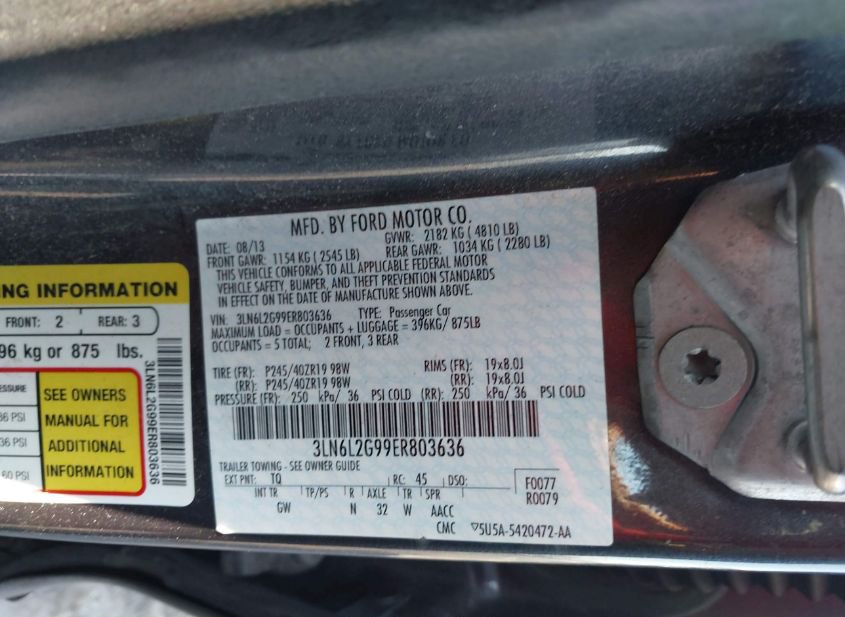 MFD. BY FORD MOTOR CO.
DATE: 08/13 GVWR: 2182 KG ( 4810 LB)
FRONT GAWR: 1154 KG ( 2545 LB) REAR GAWR: 1034 KG ( 2280 LB)
THIS VEHICLE CONFORMS TO ALL APPLICABLE FEDERAL MOTOR
VEHICLE SAFETY, BUMPER, AND THEFT PREVENTION STANDARDS
IN EFFECT ON THE DATE OF MANUFACTURE SHOWN ABOVE.
VIN: 3LN6L2G99ER803636 TYPE: Passenger Car
MAXIMUM LOAD = OCCUPANTS + LUGGAGE = 396KG/ 875LB
OCCUPANTS = 5 TOTAL; 2 FRONT, 3 REAR
TIRE (FR): P245/40ZR19 98W RIMS (FR): 19x8.0J
(RR): P245/40ZR19 98W (RR): 19x8.0J
PRESSURE (FR): 250 kPa/ 36 PSI COLD (RR): 250 kPa/ 36 PSI COLD
3LN6L2G99ER803636
TRAILER TOWING - SEE OWNER GUIDE
EXT PNT: TQ RC: 45 DSO: F0077
R0079
INT TR TP/PS R AXLE TR SPR
GW N 32 W AACC
CMC ▽5U5A-5420472-AA
NG INFORMATION
FRONT: 2 REAR: 3
96 kg or 875 lbs.
3LN6L2G99ER803636
ESSURE
36 PSI
36 PSI
60 PSI
SEE OWNERS
MANUAL FOR
ADDITIONAL
INFORMATION